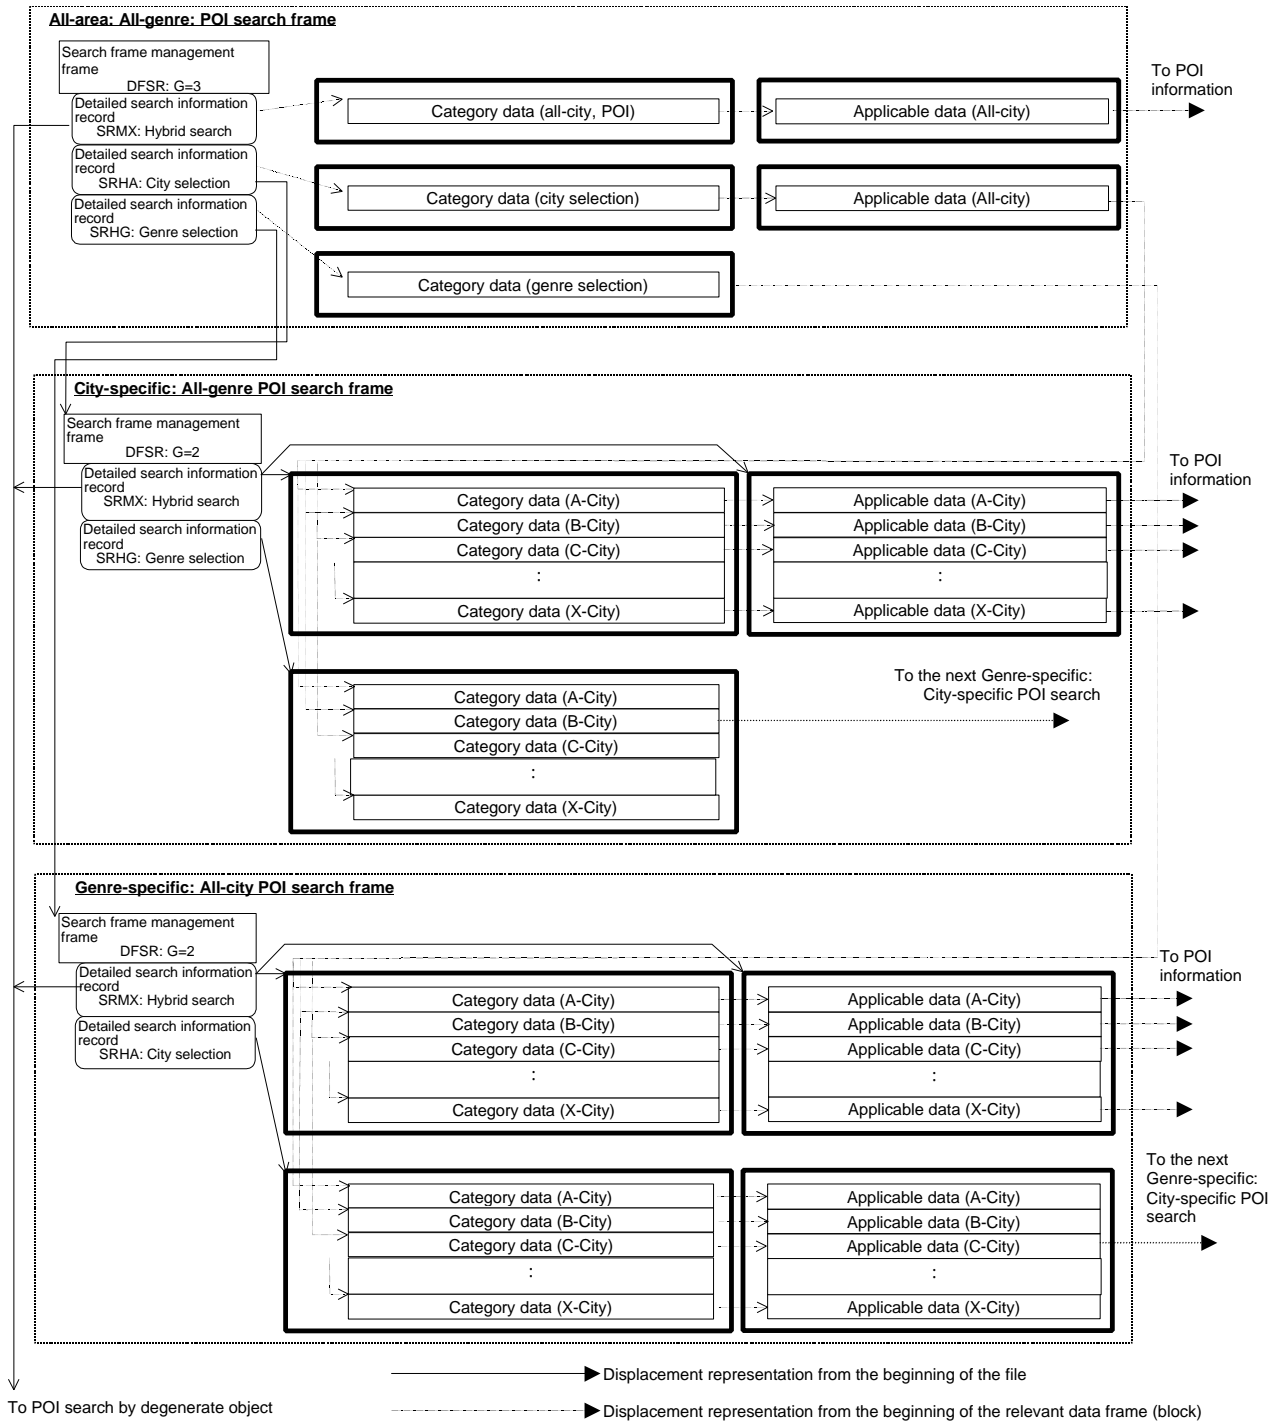 All-area: All-genre: POI search frame
Search frame management
frame
DFSR: G=3
Detailed search information
record
SRMX: Hybrid search
Detailed search information
record
SRHA: City selection
Detailed search information
record
SRHG: Genre selection
Category data (all-city, POI)
Applicable data (All-city)
To POI
information
Category data (city selection)
Applicable data (All-city)
Category data (genre selection)
City-specific: All-genre POI search frame
Search frame management
frame
DFSR: G=2
Detailed search information
record
SRMX: Hybrid search
Detailed search information
record
SRHG: Genre selection
Category data (A-City)
Category data (B-City)
Category data (C-City)
:
Category data (X-City)
Applicable data (A-City)
Applicable data (B-City)
Applicable data (C-City)
:
Applicable data (X-City)
To POI
information
Category data (A-City)
Category data (B-City)
Category data (C-City)
:
Category data (X-City)
To the next Genre-specific:
City-specific POI search
Genre-specific: All-city POI search frame
Search frame management
frame
DFSR: G=2
Detailed search information
record
SRMX: Hybrid search
Detailed search information
record
SRHA: City selection
Category data (A-City)
Category data (B-City)
Category data (C-City)
:
Category data (X-City)
Applicable data (A-City)
Applicable data (B-City)
Applicable data (C-City)
:
Applicable data (X-City)
To POI
information
Category data (A-City)
Category data (B-City)
Category data (C-City)
:
Category data (X-City)
Applicable data (A-City)
Applicable data (B-City)
Applicable data (C-City)
:
Applicable data (X-City)
To the next
Genre-specific:
City-specific POI
search
Displacement representation from the beginning of the file
To POI search by degenerate object
Displacement representation from the beginning of the relevant data frame (block)